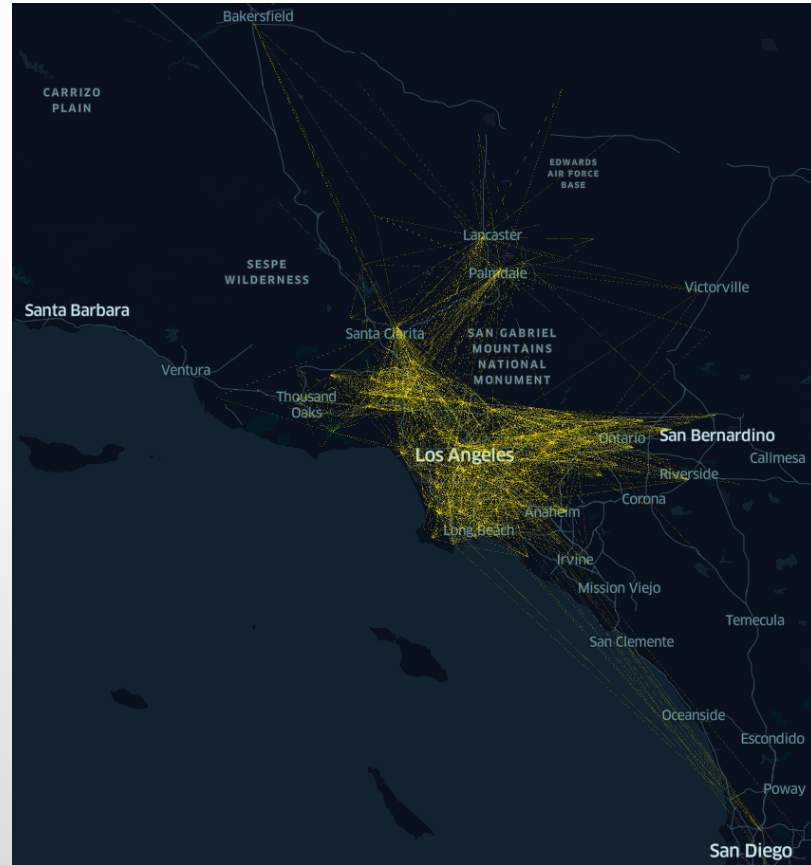 Bakersfield
CARRIZO
PLAIN
EDWARDS
AIR FORCE
BASE
Lancaster
SESPE
WILDERNESS
Palmdale
Victorville
Santa Barbara
Santa Clarita
SAN GABRIEL
MOUNTAINS
NATIONAL
MONUMENT
Ventura
Thousand
Oaks
Ontario
San Bernardino
Los Angeles
Calimesa
Riverside
Corona
Anaheim
Long Beach
Irvine
Mission Viejo
Temecula
San Clemente
Oceanside
Escondido
Poway
San Diego